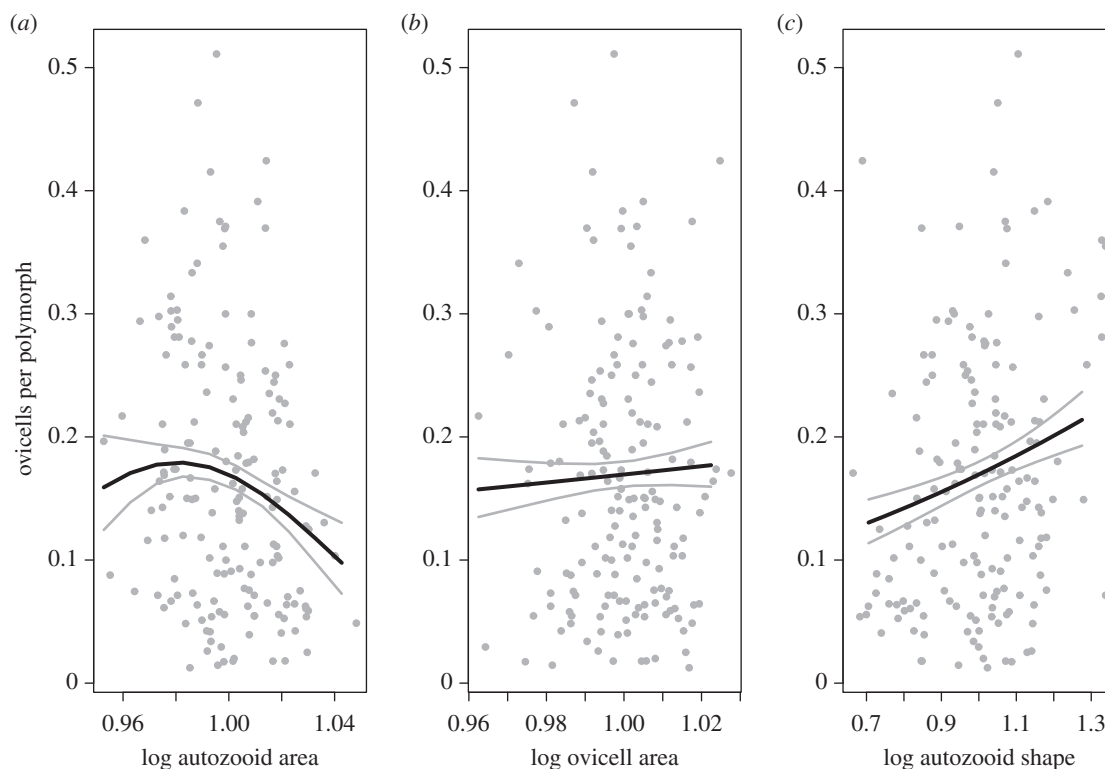 (a) (b) (c)
ovicells per polymorph
0.5
0.4
0.3
0.2
0.1
0
0.96 1.00 1.04
log autozooid area
0.5
0.4
0.3
0.2
0.1
0
0.96 0.98 1.00 1.02
log ovicell area
0.5
0.4
0.3
0.2
0.1
0
0.7 0.9 1.1 1.3
log autozooid shape